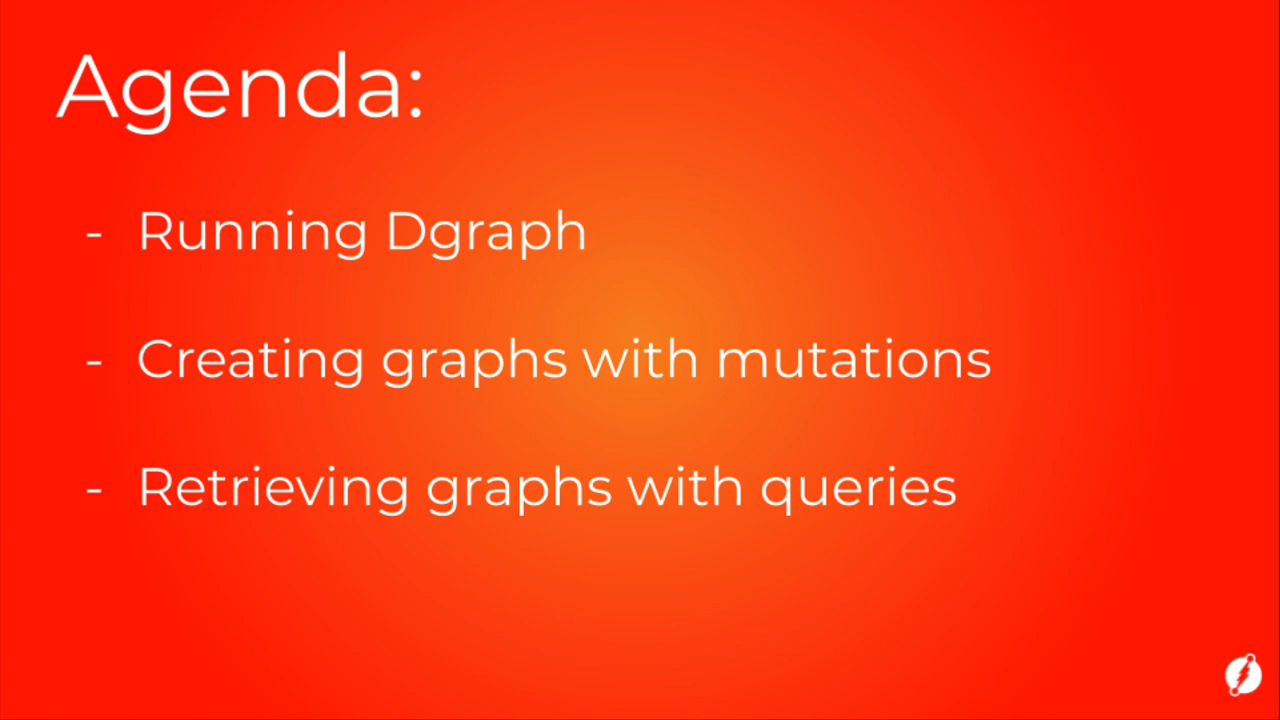 Agenda:
- Running Dgraph
- Creating graphs with mutations
- Retrieving graphs with queries